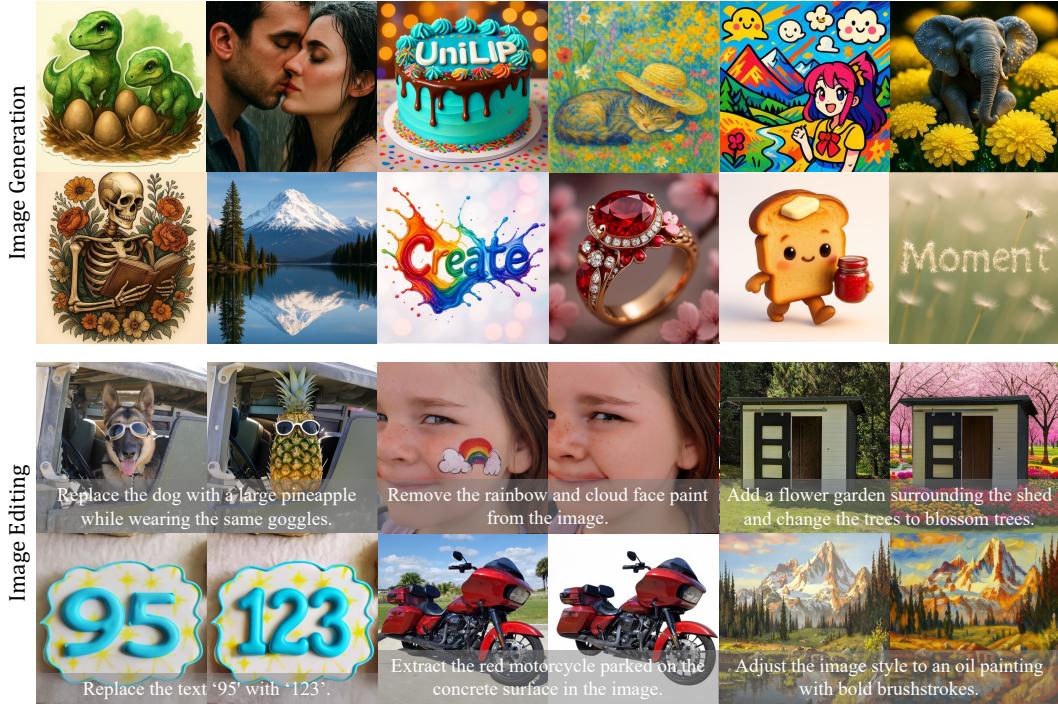 Image Generation
UniLIP
Create
Moment
Image Editing
Replace the dog with a large pineapple
while wearing the same goggles.
Remove the rainbow and cloud face paint
from the image.
Add a flower garden surrounding the shed
and change the trees to blossom trees.
95
123
Replace the text ‘95’ with ‘123’.
Extract the red motorcycle parked on the
concrete surface in the image.
Adjust the image style to an oil painting
with bold brushstrokes.